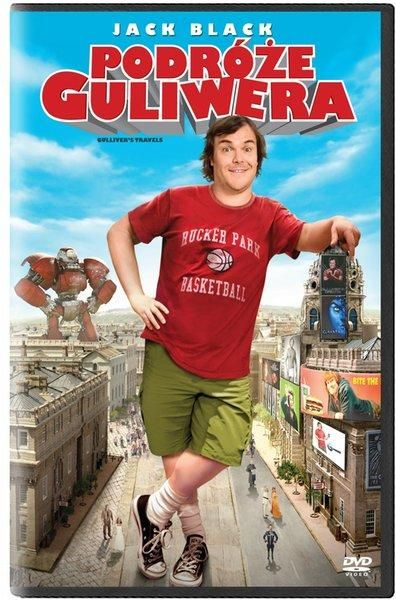 JACK BLACK
PODRÓŻE
GULIWERA
GULLIVER'S TRAVELS
RUCKER PARK
BASKETBALL
BITE THE
DVD
VIDEO